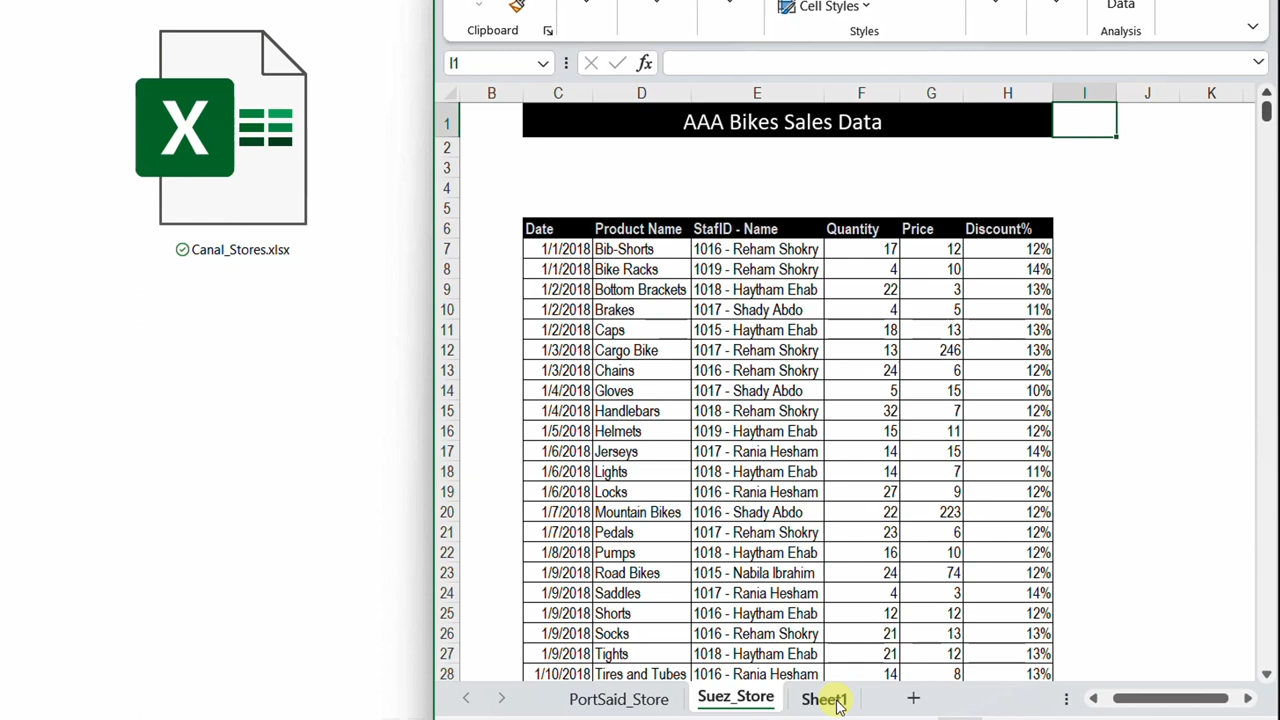 Cell Styles
Data
Clipboard
Styles
Analysis
I1
fx
B C D E F G H I J K
1 AAA Bikes Sales Data
2
3
4
5
6 Date Product Name StafID - Name Quantity Price Discount%
7 1/1/2018 Bib-Shorts 1016 - Reham Shokry 17 12 12%
8 1/1/2018 Bike Racks 1019 - Reham Shokry 4 10 14%
9 1/2/2018 Bottom Brackets 1018 - Haytham Ehab 22 3 13%
10 1/2/2018 Brakes 1017 - Shady Abdo 4 5 11%
11 1/2/2018 Caps 1015 - Haytham Ehab 18 13 13%
12 1/3/2018 Cargo Bike 1017 - Reham Shokry 13 246 13%
13 1/3/2018 Chains 1016 - Reham Shokry 24 6 12%
14 1/4/2018 Gloves 1017 - Shady Abdo 5 15 10%
15 1/4/2018 Handlebars 1018 - Reham Shokry 32 7 12%
16 1/5/2018 Helmets 1019 - Haytham Ehab 15 11 12%
17 1/6/2018 Jerseys 1017 - Rania Hesham 14 15 14%
18 1/6/2018 Lights 1018 - Haytham Ehab 14 7 11%
19 1/6/2018 Locks 1016 - Rania Hesham 27 9 12%
20 1/7/2018 Mountain Bikes 1016 - Shady Abdo 22 223 12%
21 1/7/2018 Pedals 1017 - Reham Shokry 23 6 12%
22 1/8/2018 Pumps 1018 - Haytham Ehab 16 10 12%
23 1/9/2018 Road Bikes 1015 - Nabila Ibrahim 24 74 12%
24 1/9/2018 Saddles 1017 - Rania Hesham 4 3 14%
25 1/9/2018 Shorts 1016 - Haytham Ehab 12 12 12%
26 1/9/2018 Socks 1016 - Reham Shokry 21 13 13%
27 1/9/2018 Tights 1018 - Haytham Ehab 21 12 13%
28 1/10/2018 Tires and Tubes 1016 - Rania Hesham 14 8 13%
PortSaid_Store Suez_Store Sheet1
X
Canal_Stores.xlsx